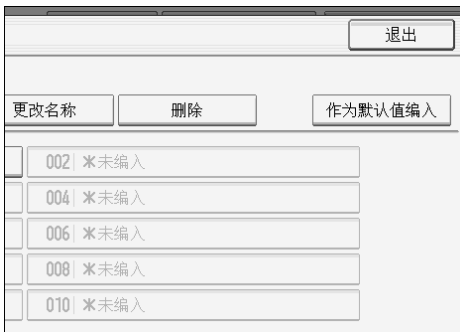 退出
更改名称 删除 作为默认值编入
002 ✕未编入
004 ✕未编入
006 ✕未编入
008 ✕未编入
010 ✕未编入